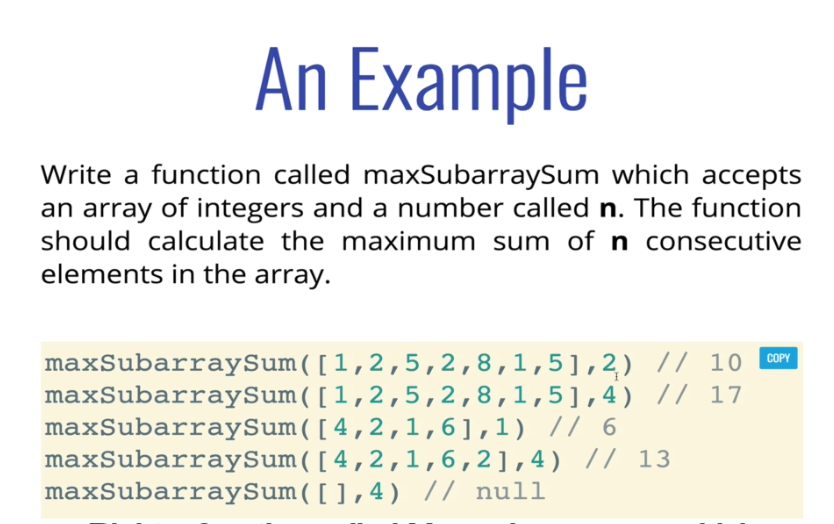 An Example
Write a function called maxSubarraySum which accepts
an array of integers and a number called n. The function
should calculate the maximum sum of n consecutive
elements in the array.
maxSubarraySum([1,2,5,2,8,1,5],2) // 10 COPY
maxSubarraySum([1,2,5,2,8,1,5],4) // 17
maxSubarraySum([4,2,1,6],1) // 6
maxSubarraySum([4,2,1,6,2],4) // 13
maxSubarraySum([],4) // null